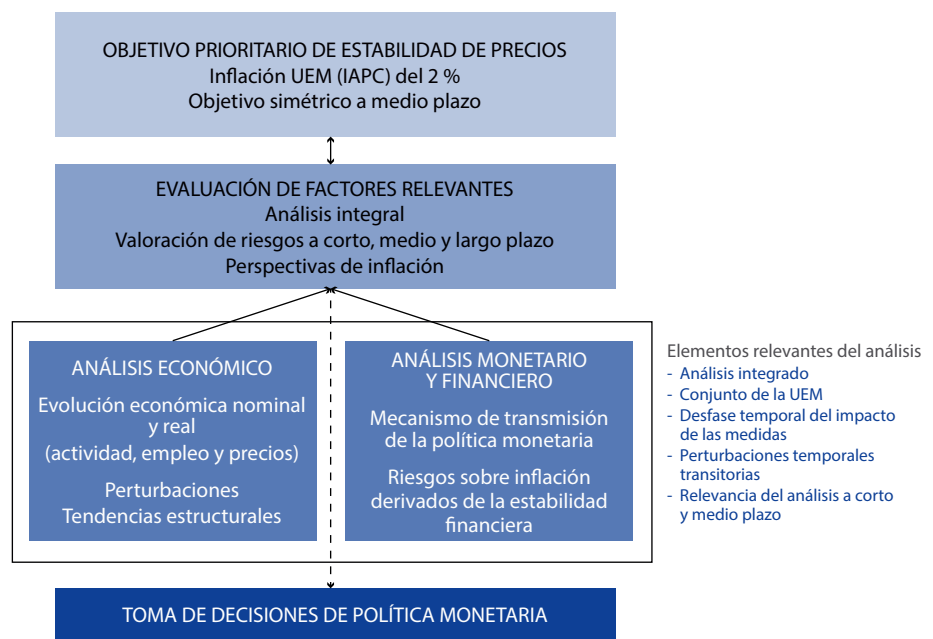 OBJETIVO PRIORITARIO DE ESTABILIDAD DE PRECIOS
Inflación UEM (IAPC) del 2 %
Objetivo simétrico a medio plazo
EVALUACIÓN DE FACTORES RELEVANTES
Análisis integral
Valoración de riesgos a corto, medio y largo plazo
Perspectivas de inflación
ANÁLISIS ECONÓMICO
Evolución económica nominal
y real
(actividad, empleo y precios)
Perturbaciones
Tendencias estructurales
ANÁLISIS MONETARIO
Y FINANCIERO
Mecanismo de transmisión
de la política monetaria
Riesgos sobre inflación
derivados de la estabilidad
financiera
Elementos relevantes del análisis
- Análisis integrado
- Conjunto de la UEM
- Desfase temporal del impacto
de las medidas
- Perturbaciones temporales
transitorias
- Relevancia del análisis a corto
y medio plazo
TOMA DE DECISIONES DE POLÍTICA MONETARIA